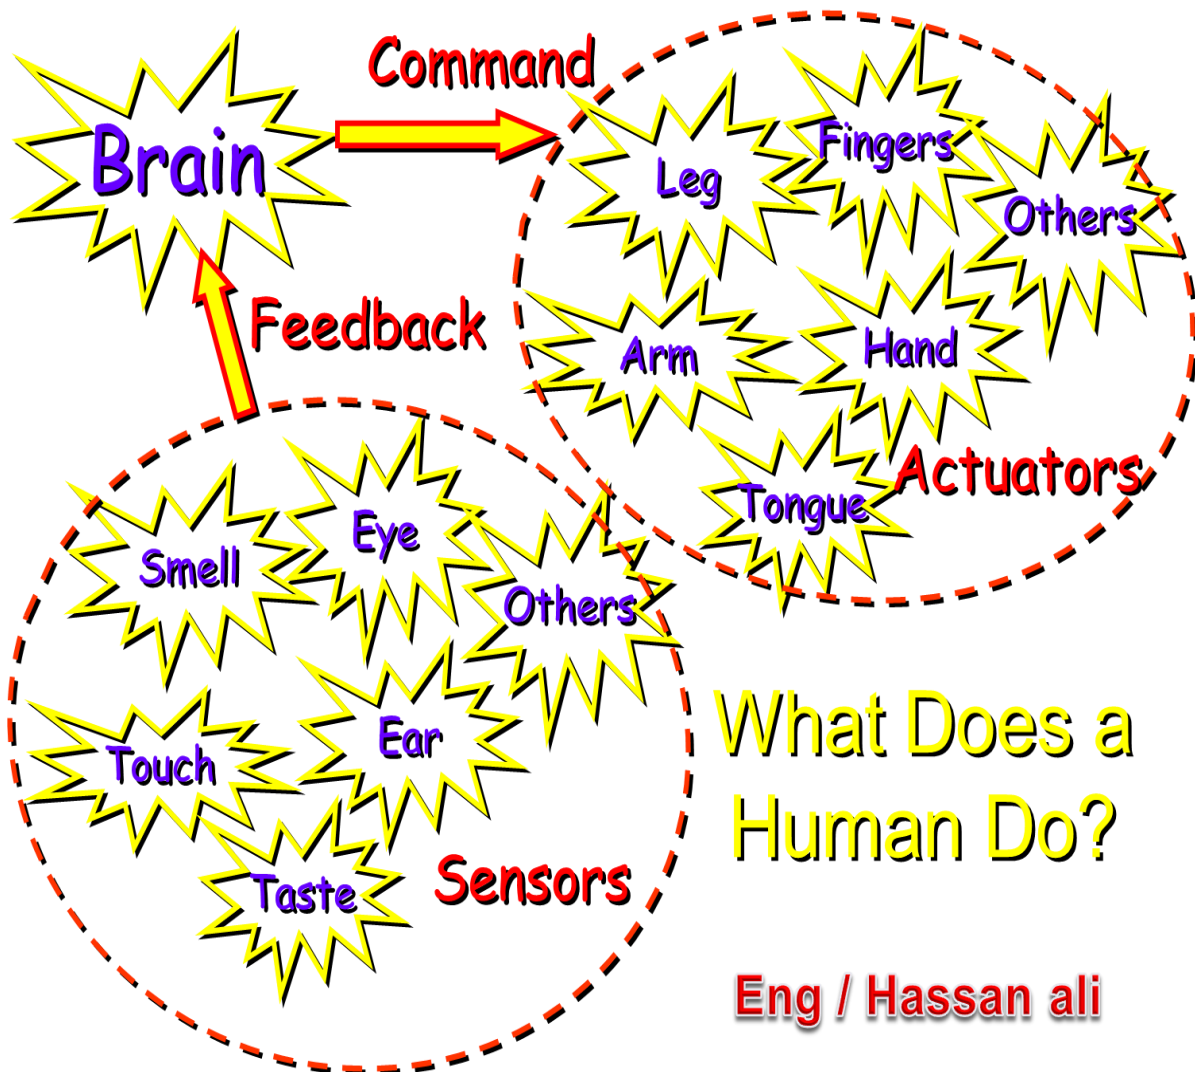 Brain
Command
Leg
Fingers
Others
Arm
Hand
Tongue
Actuators
Feedback
Smell
Eye
Others
Touch
Ear
Taste
Sensors
What Does a
Human Do?
Eng / Hassan ali